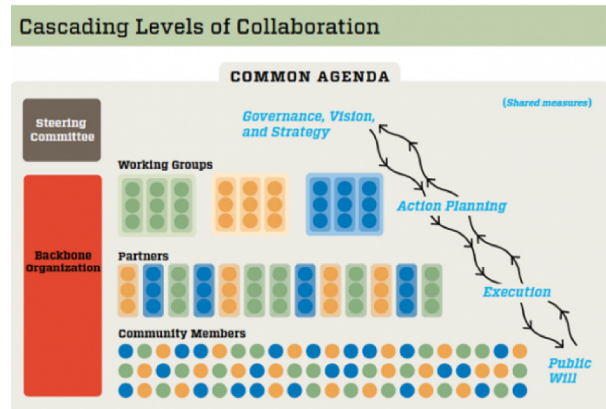 Cascading Levels of Collaboration
COMMON AGENDA
Steering
Committee
Governance, Vision,
and Strategy
(Shared measures)
Working Groups
Action Planning
Backbone
Organization
Partners
Execution
Community Members
Public
Will